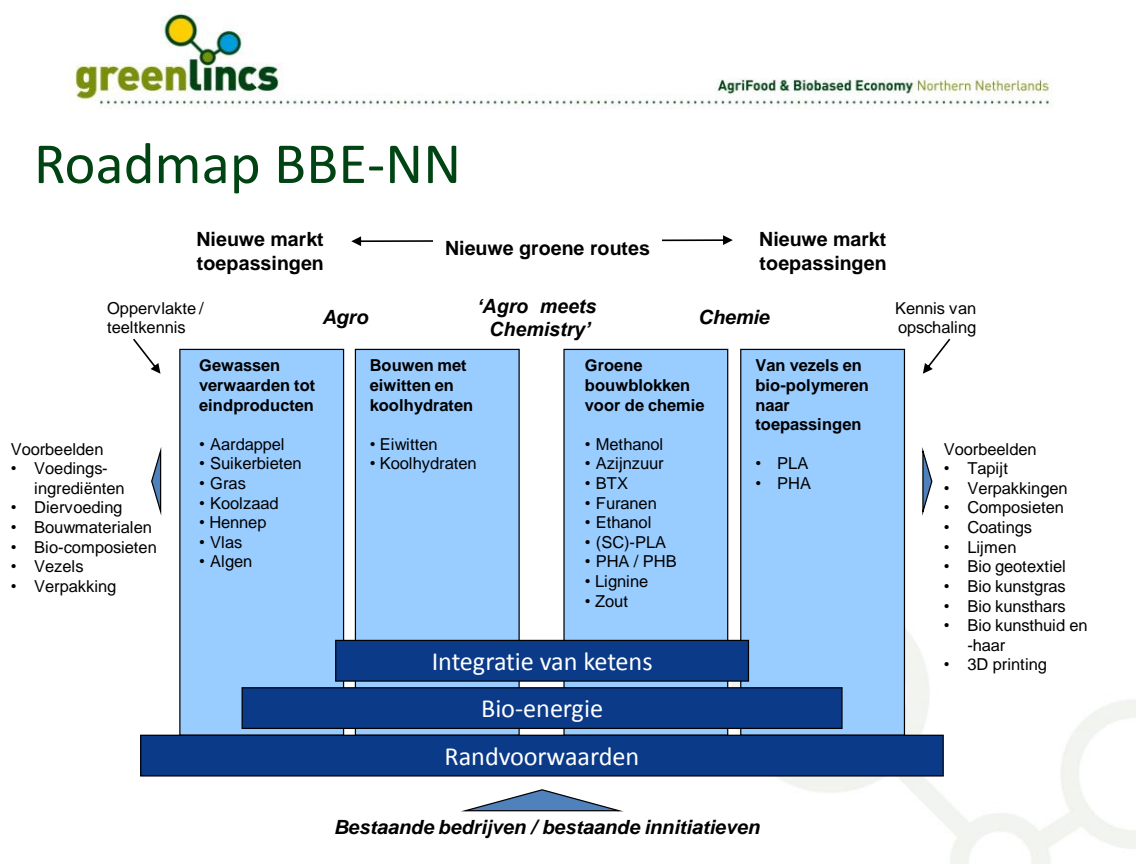 greenlincs
AgriFood & Biobased Economy Northern Netherlands
Roadmap BBE-NN
Nieuwe markt
toepassingen
Nieuwe groene routes
Nieuwe markt
toepassingen
Oppervlakte /
teeltkennis
Agro
‘Agro meets
Chemistry’
Chemie
Kennis van
opschaling
Gewassen
verwaarden tot
eindproducten
• Aardappel
• Suikerbieten
• Gras
• Koolzaad
• Hennep
• Vlas
• Algen
Bouwen met
eiwitten en
koolhydraten
• Eiwitten
• Koolhydraten
Groene
bouwblokken
voor de chemie
• Methanol
• Azijnzuur
• BTX
• Furanen
• Ethanol
• (SC)-PLA
• PHA / PHB
• Lignine
• Zout
Van vezels en
bio-polymeren
naar
toepassingen
• PLA
• PHA
Voorbeelden
• Voedings-
ingrediënten
• Diervoeding
• Bouwmaterialen
• Bio-composieten
• Vezels
• Verpakking
Voorbeelden
• Tapijt
• Verpakkingen
• Composieten
• Coatings
• Lijmen
• Bio geotextiel
• Bio kunstgras
• Bio kunsthars
• Bio kunsthuid en
-haar
• 3D printing
Integratie van ketens
Bio-energie
Randvoorwaarden
Bestaande bedrijven / bestaande innitiatieven